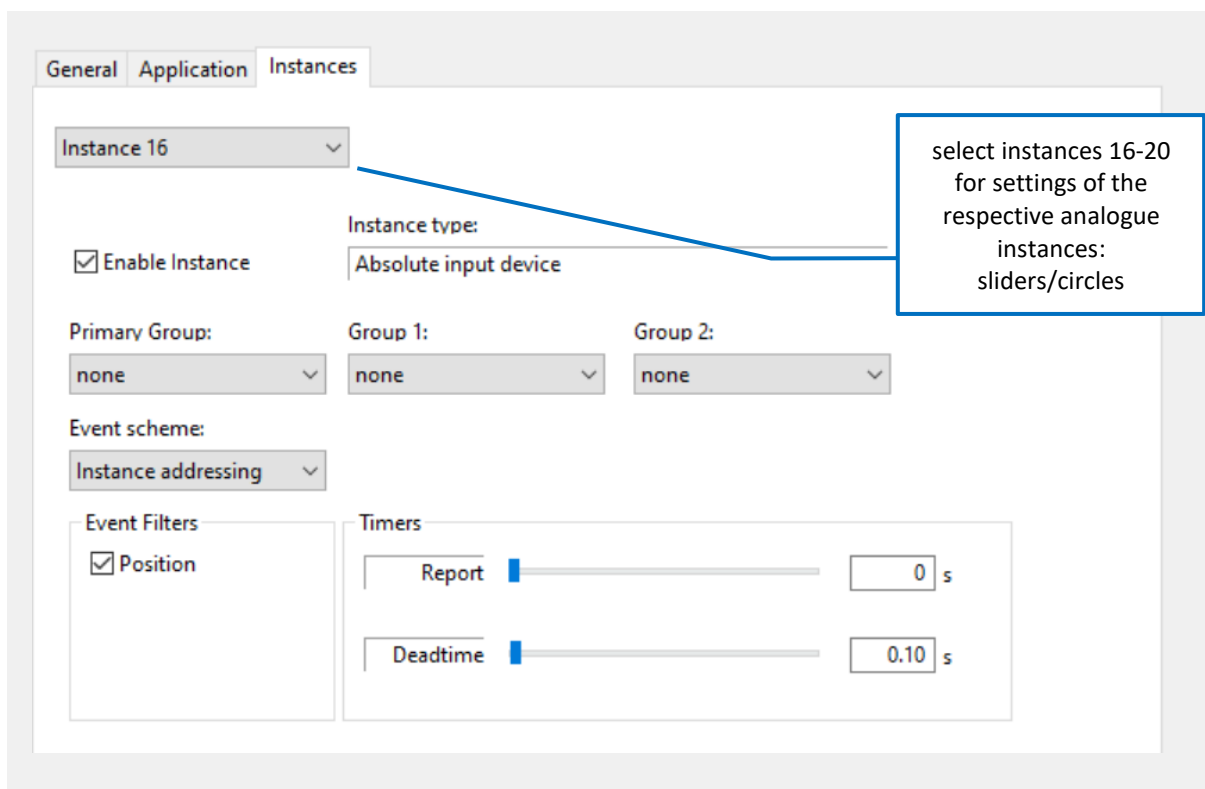 General Application Instances
Instance 16
select instances 16-20
for settings of the
respective analogue
instances:
sliders/circles
Instance type:
Enable Instance
Absolute input device
Primary Group: Group 1: Group 2:
none none none
Event scheme:
Instance addressing
Event Filters Timers
Position
Report 0 s
Deadtime 0.10 s